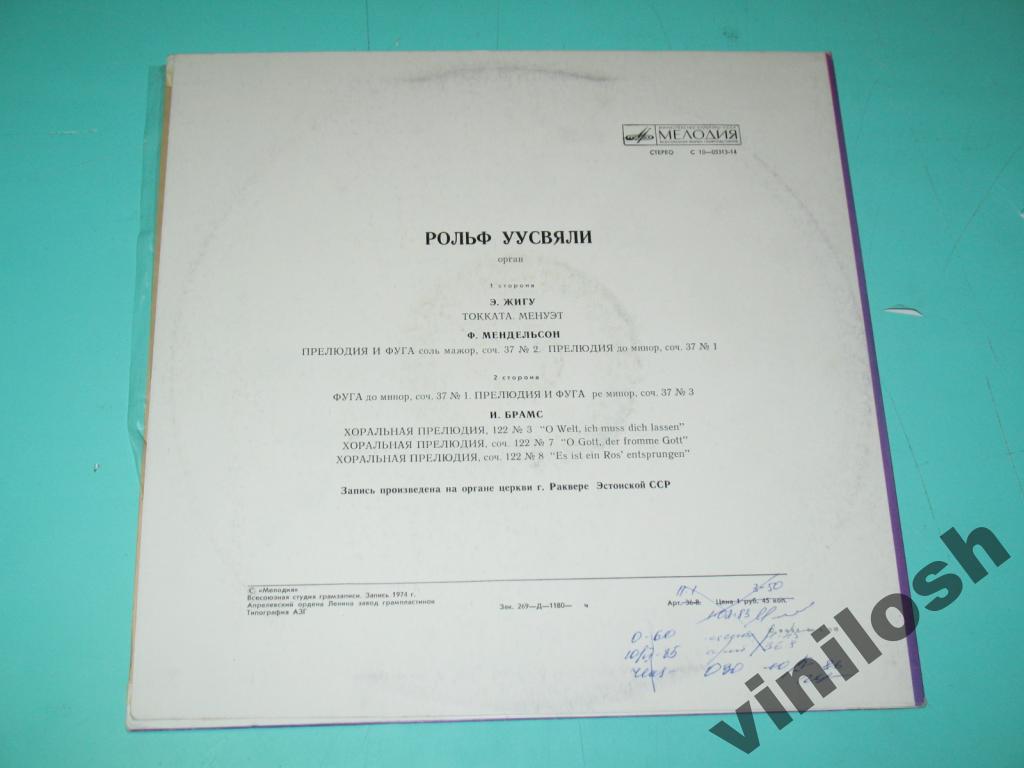 МЕЛОДИЯ
СТЕРЕО С 10—05313-14
РОЛЬФ УУСВЯЛИ
орган
1 сторона
Э. ЖИГУ
ТОККАТА. МЕНУЭТ
Ф. МЕНДЕЛЬСОН
ПРЕЛЮДИЯ И ФУГА соль мажор, соч. 37 № 2. ПРЕЛЮДИЯ до минор, соч. 37 № 1
2 сторона
ФУГА до минор, соч. 37 № 1. ПРЕЛЮДИЯ И ФУГА ре минор, соч. 37 № 3
И. БРАМС
ХОРАЛЬНАЯ ПРЕЛЮДИЯ, 122 № 3 "O Welt, ich muss dich lassen"
ХОРАЛЬНАЯ ПРЕЛЮДИЯ, соч. 122 № 7 "O Gott, der fromme Gott"
ХОРАЛЬНАЯ ПРЕЛЮДИЯ, соч. 122 № 8 "Es ist ein Ros' entsprungen"
Запись произведена на органе церкви г. Раквере Эстонской ССР
© «Мелодия»
Всесоюзная студия грамзаписи. Запись 1974 г.
Апрелевский ордена Ленина завод грампластинок
Типография АЗГ
Зак. 269—Д—1180— ч
3-50
Арт. 36-8. Цена 1 руб. 45 коп.
0-60
vinilosh